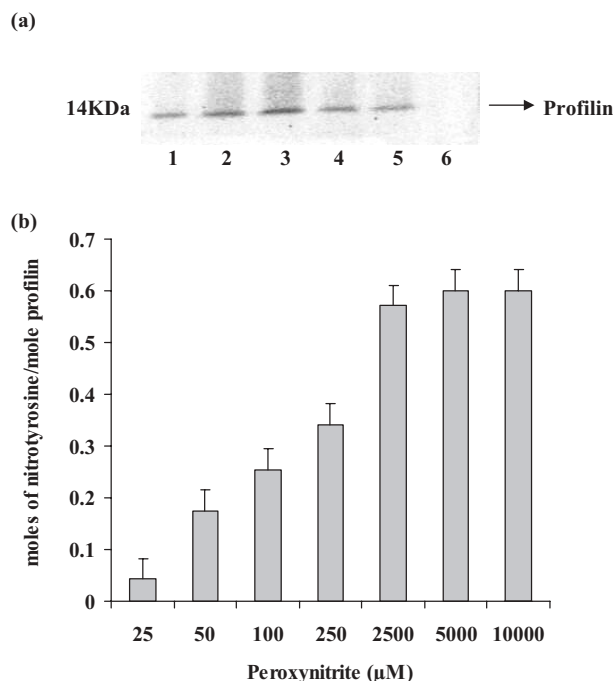 (a)
14KDa
Profilin
1 2 3 4 5 6
(b)
moles of nitrotyrosine/mole profilin
0.7
0.6
0.5
0.4
0.3
0.2
0.1
0
25 50 100 250 2500 5000 10000
Peroxynitrite (µM)